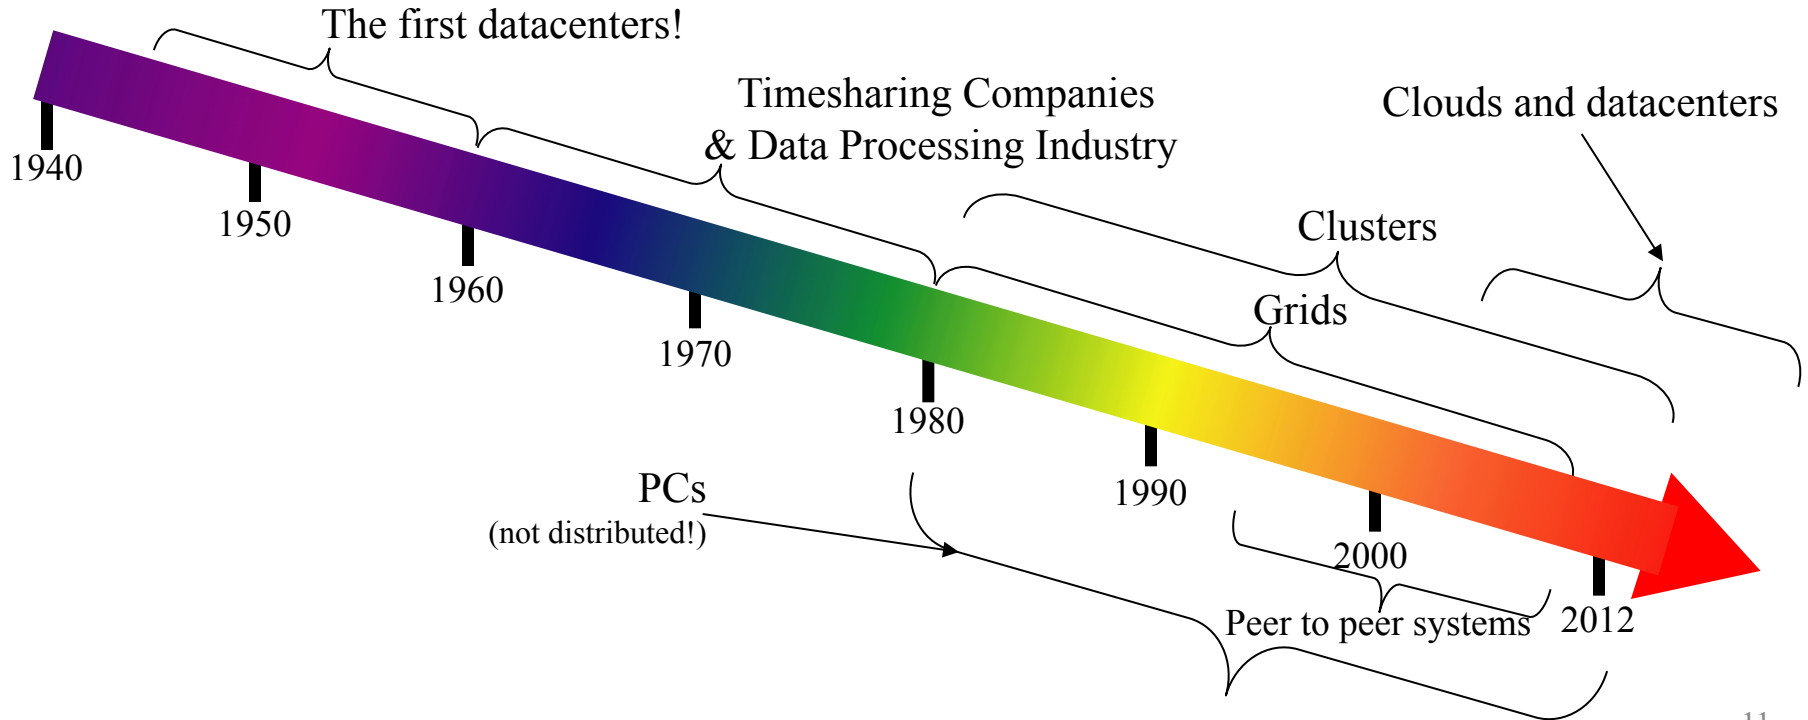 The first datacenters!
Timesharing Companies
& Data Processing Industry
Clouds and datacenters
Clusters
Grids
1940
1950
1960
1970
1980
1990
2000
2012
PCs
(not distributed!)
Peer to peer systems
11